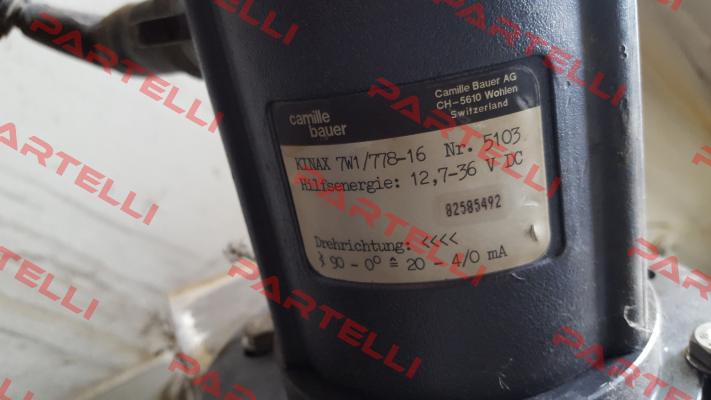 camille
bauer
Camille Bauer AG
CH-5610 Wohlen
Switzerland
KINAX 7W1/778-16 Nr. 5103
Hilfsenergie: 12,7-36 V DC
82585492
Drehrichtung: <<<<
∢ 90 - 0° ≙ 20 - 4/0 mA
PARTELLI
PARTELLI
PARTELLI
PARTELLI
PARTELLI
PARTELLI
PARTELLI
PARTELLI